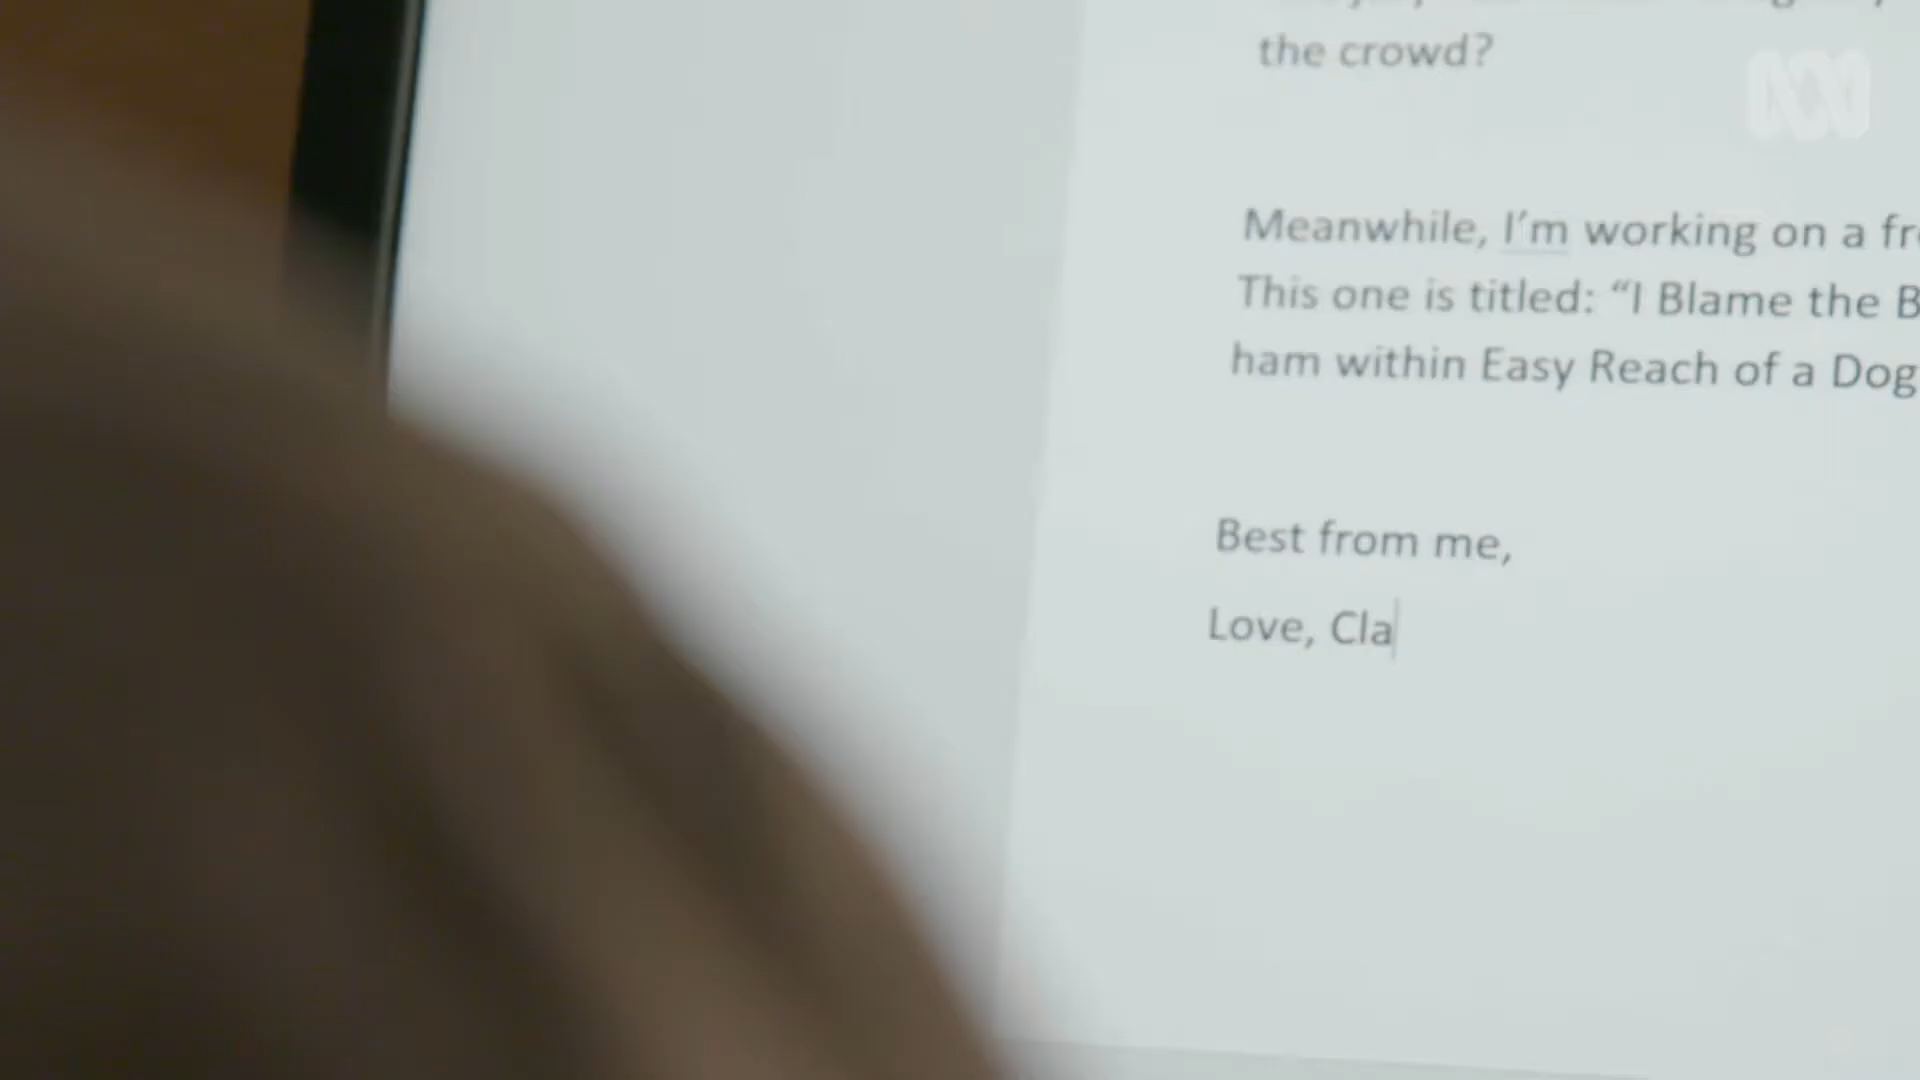 the crowd?
Meanwhile, I'm working on a
This one is titled: “I Blame the
ham within Easy Reach of a Dog
Best from me,
Love, Cla